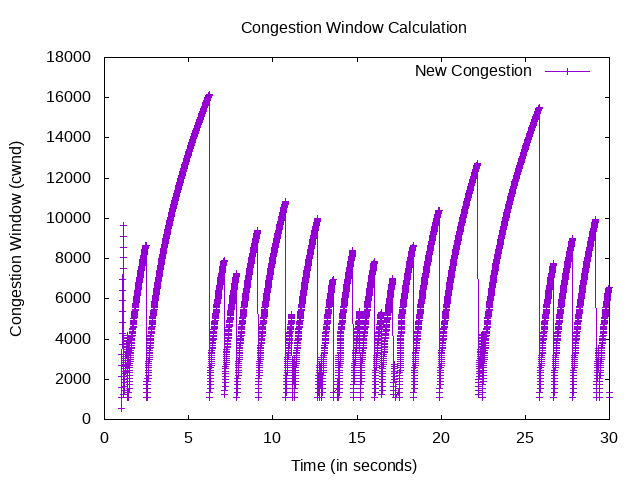 Congestion Window Calculation
New Congestion
Congestion Window (cwnd)
18000
16000
14000
12000
10000
8000
6000
4000
2000
0
0 5 10 15 20 25 30
Time (in seconds)